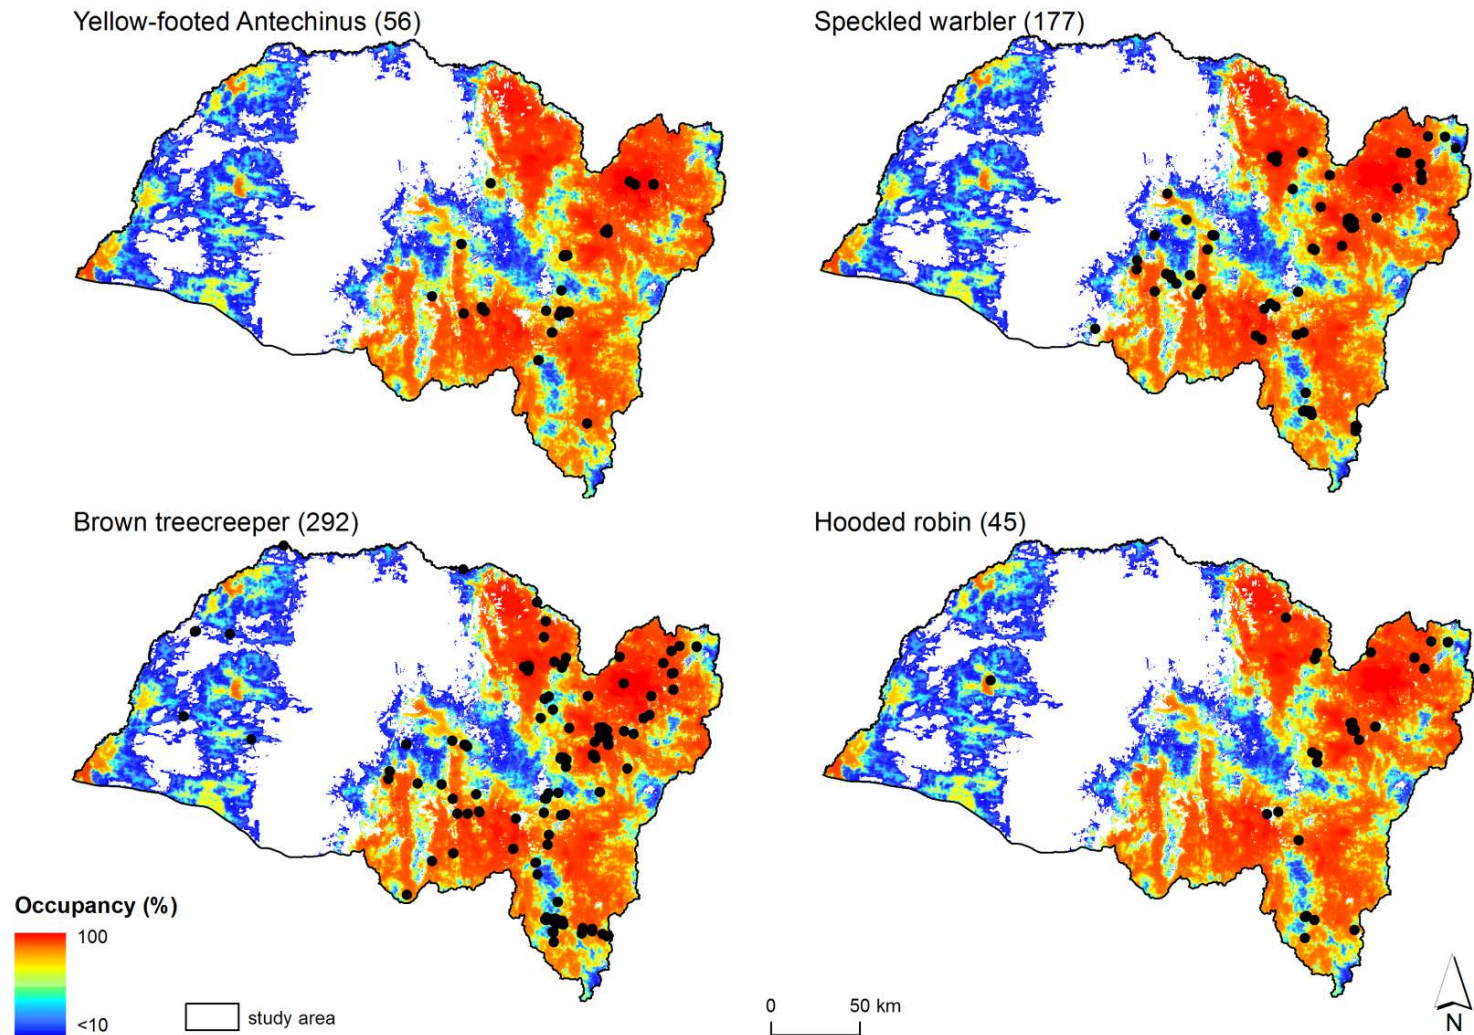 Yellow-footed Antechinus (56)
Speckled warbler (177)
Brown treecreeper (292)
Hooded robin (45)
Occupancy (%)
100
<10
study area
0 50 km
N